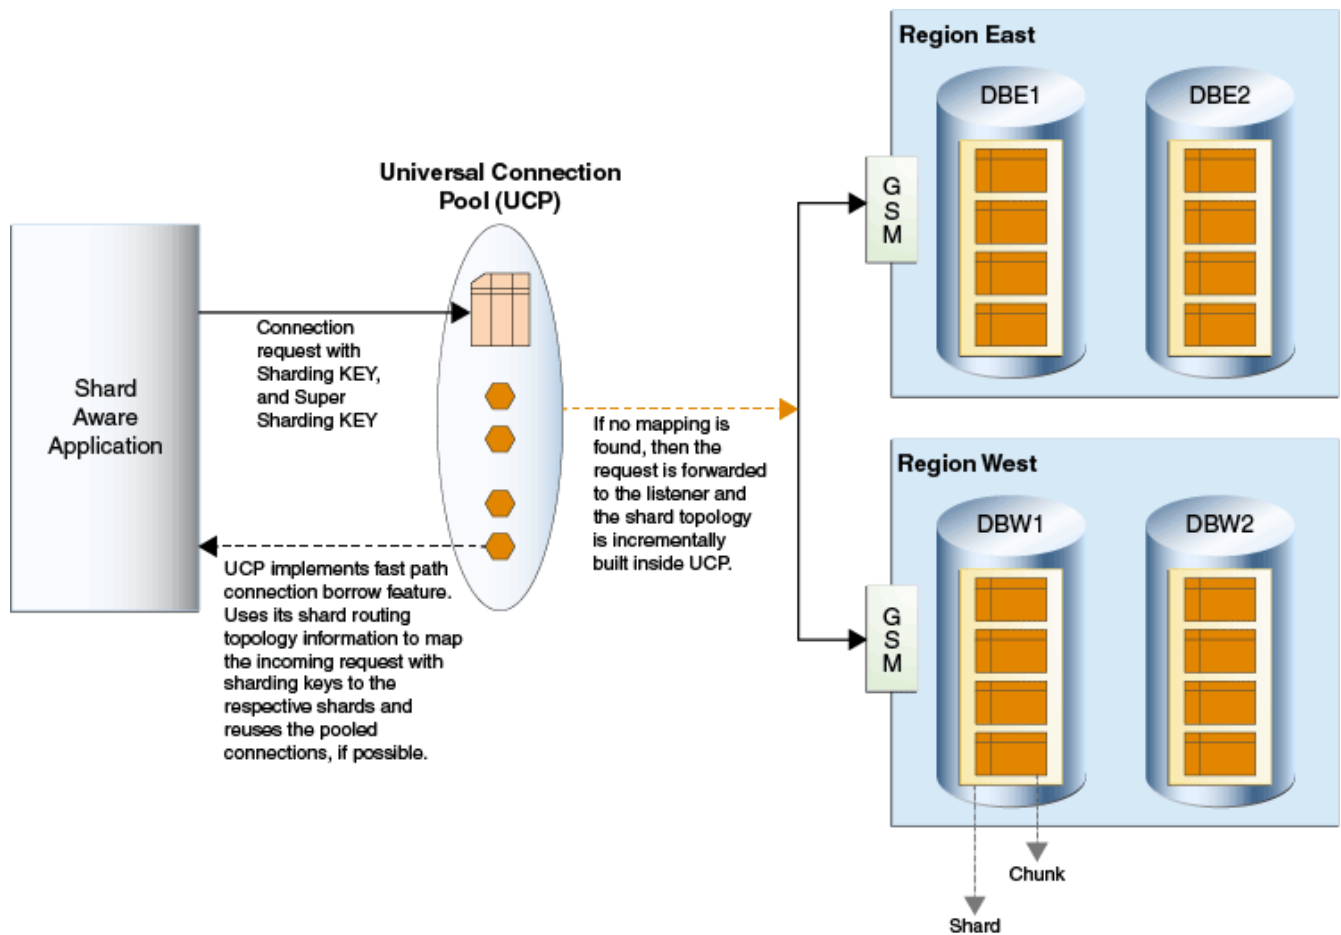 Region East
DBE1
DBE2
G
S
M
Universal Connection
Pool (UCP)
Shard
Aware
Application
Connection
request with
Sharding KEY,
and Super
Sharding KEY
If no mapping is
found, then the
request is forwarded
to the listener and
the shard topology
is incrementally
built inside UCP.
UCP implements fast path
connection borrow feature.
Uses its shard routing
topology information to map
the incoming request with
sharding keys to the
respective shards and
reuses the pooled
connections, if possible.
Region West
DBW1
DBW2
G
S
M
Chunk
Shard